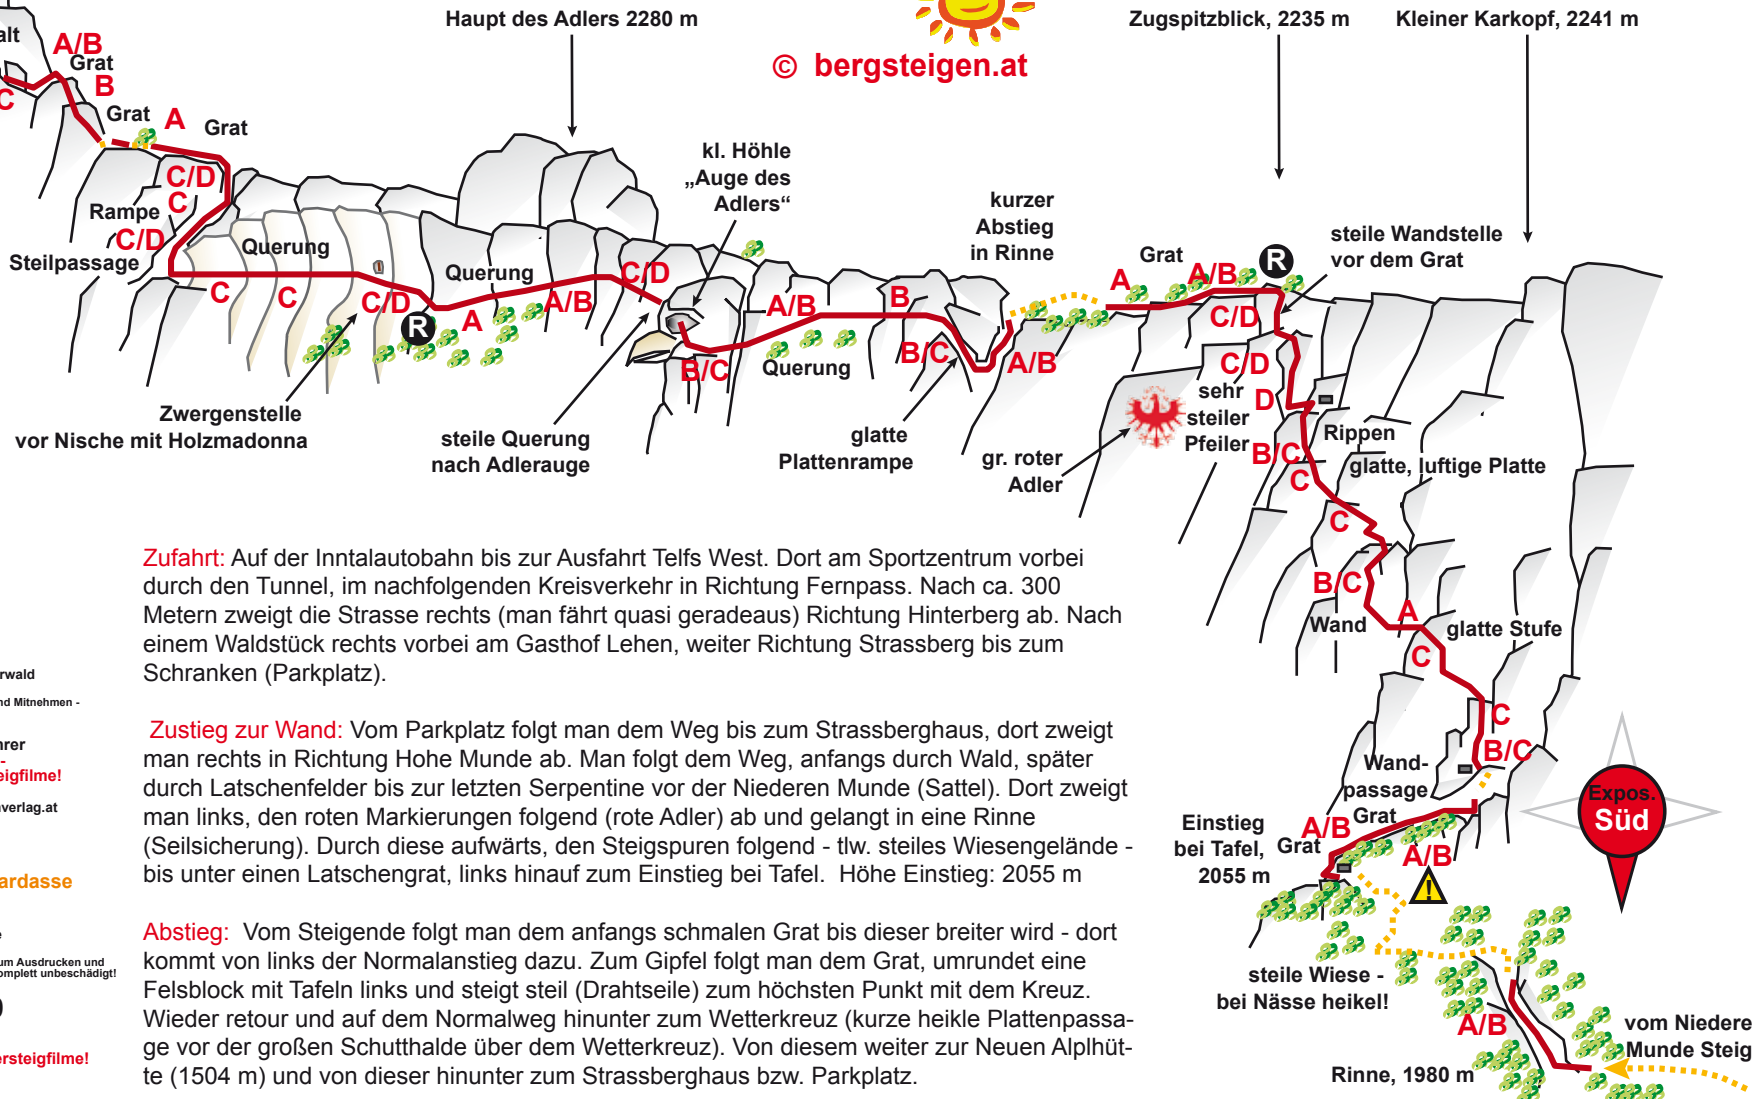 Haupt des Adlers 2280 m
© bergsteigen.at
Zugspitzblick, 2235 m
Kleiner Karkopf, 2241 m
alt
A/B
Grat
B
C
Grat
A
Grat
C/D
C
Rampe
C/D
Steilpassage
Querung
C
C
C/D
R
Querung
A
A/B
C/D
kl. Höhle
„Auge des
Adlers“
A/B
B
B/C
Querung
B/C
A/B
kurzer
Abstieg
in Rinne
A
Grat
A/B
R
steile Wandstelle
vor dem Grat
C/D
C/D
sehr
steiler
Pfeiler
D
B/C
Rippen
C
glatte, luftige Platte
C
Zwergenstelle
vor Nische mit Holzmadonna
steile Querung
nach Adlerauge
glatte
Plattenrampe
gr. roter
Adler
B/C
A
Wand
glatte Stufe
C
C
B/C
Wand-
passage
Grat
A/B
Grat
Einstieg
bei Tafel,
2055 m
A/B
!
Expos.
Süd
steile Wiese -
bei Nässe heikel!
A/B
vom Niedere
Munde Steig
Rinne, 1980 m
Zufahrt: Auf der Inntalautobahn bis zur Ausfahrt Telfs West. Dort am Sportzentrum vorbei
durch den Tunnel, im nachfolgenden Kreisverkehr in Richtung Fernpass. Nach ca. 300
Metern zweigt die Strasse rechts (man fährt quasi geradeaus) Richtung Hinterberg ab. Nach
einem Waldstück rechts vorbei am Gasthof Lehen, weiter Richtung Strassberg bis zum
Schranken (Parkplatz).
Zustieg zur Wand: Vom Parkplatz folgt man dem Weg bis zum Strassberghaus, dort zweigt
man rechts in Richtung Hohe Munde ab. Man folgt dem Weg, anfangs durch Wald, später
durch Latschenfelder bis zur letzten Serpentine vor der Niederen Munde (Sattel). Dort zweigt
man links, den roten Markierungen folgend (rote Adler) ab und gelangt in eine Rinne
(Seilsicherung). Durch diese aufwärts, den Steigspuren folgend - tlw. steiles Wiesengelände -
bis unter einen Latschengrat, links hinauf zum Einstieg bei Tafel.  Höhe Einstieg: 2055 m
Abstieg:  Vom Steigende folgt man dem anfangs schmalen Grat bis dieser breiter wird - dort
kommt von links der Normalanstieg dazu. Zum Gipfel folgt man dem Grat, umrundet eine
Felsblock mit Tafeln links und steigt steil (Drahtseile) zum höchsten Punkt mit dem Kreuz.
Wieder retour und auf dem Normalweg hinunter zum Wetterkreuz (kurze heikle Plattenpassa-
ge vor der großen Schutthalde über dem Wetterkreuz). Von diesem weiter zur Neuen Alplhüt-
te (1504 m) und von dieser hinunter zum Strassberghaus bzw. Parkplatz.
rwald
nd Mitnehmen -
hrer
-
eigfilme!
verlag.at
ardasse
e
um Ausdrucken und
omplett unbeschädigt!
ersteigfilme!